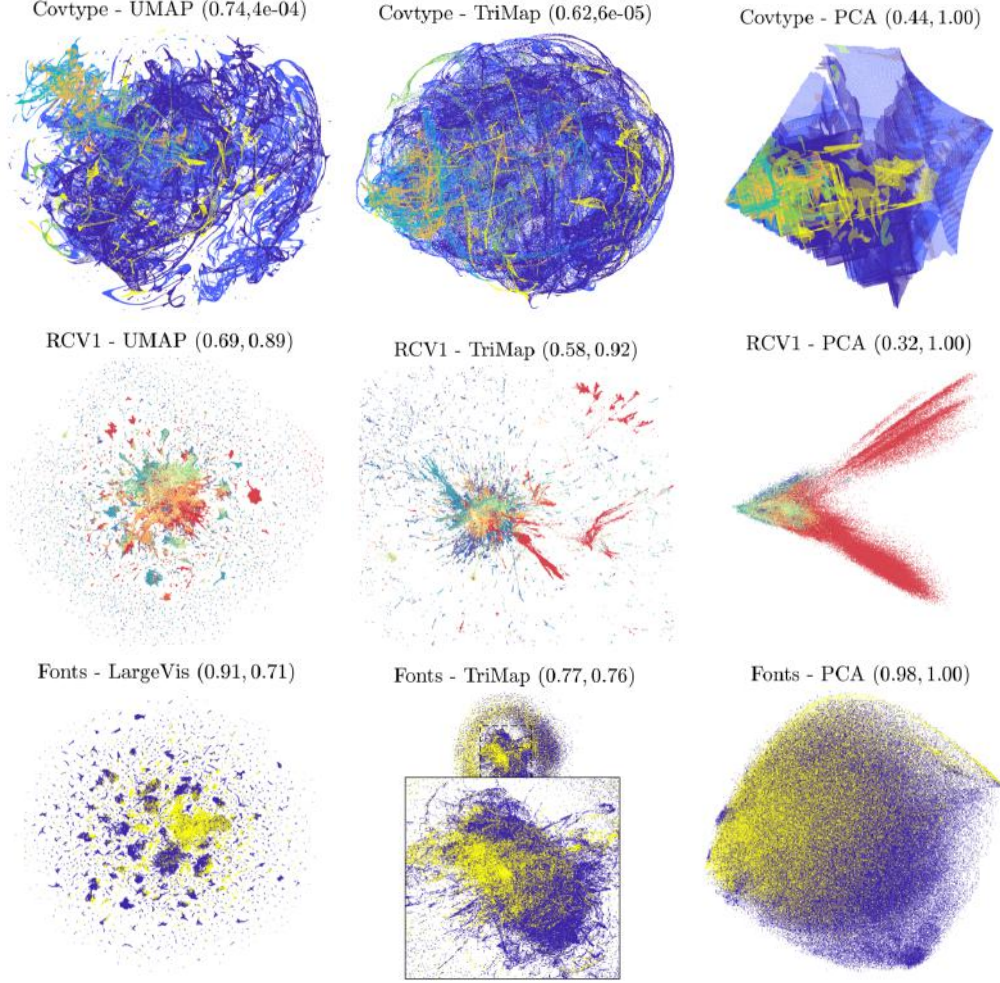 Covtype - UMAP (0.74,4e-04)
Covtype - TriMap (0.62,6e-05)
Covtype - PCA (0.44, 1.00)
RCV1 - UMAP (0.69, 0.89)
RCV1 - TriMap (0.58, 0.92)
RCV1 - PCA (0.32, 1.00)
Fonts - LargeVis (0.91, 0.71)
Fonts - TriMap (0.77, 0.76)
Fonts - PCA (0.98, 1.00)